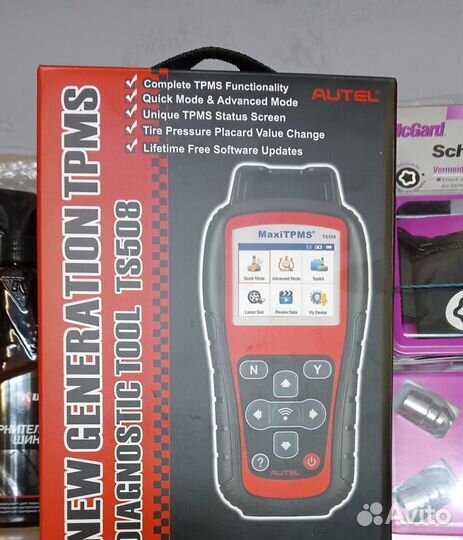 Complete TPMS Functionality
Quick Mode & Advanced Mode
Unique TPMS Status Screen
Tire Pressure Placard Value Change
Lifetime Free Software Updates
AUTEL
NEW GENERATION TPMS
DIAGNOSTIC TOOL TS508
MaxiTPMS®
TS508
Quick Mode
Advanced Mode
ToolKit
Latest Test
Review Data
My Device
N
Y
?
AUTEL
McGard
Sch
Vermeide
ШИН
Avito